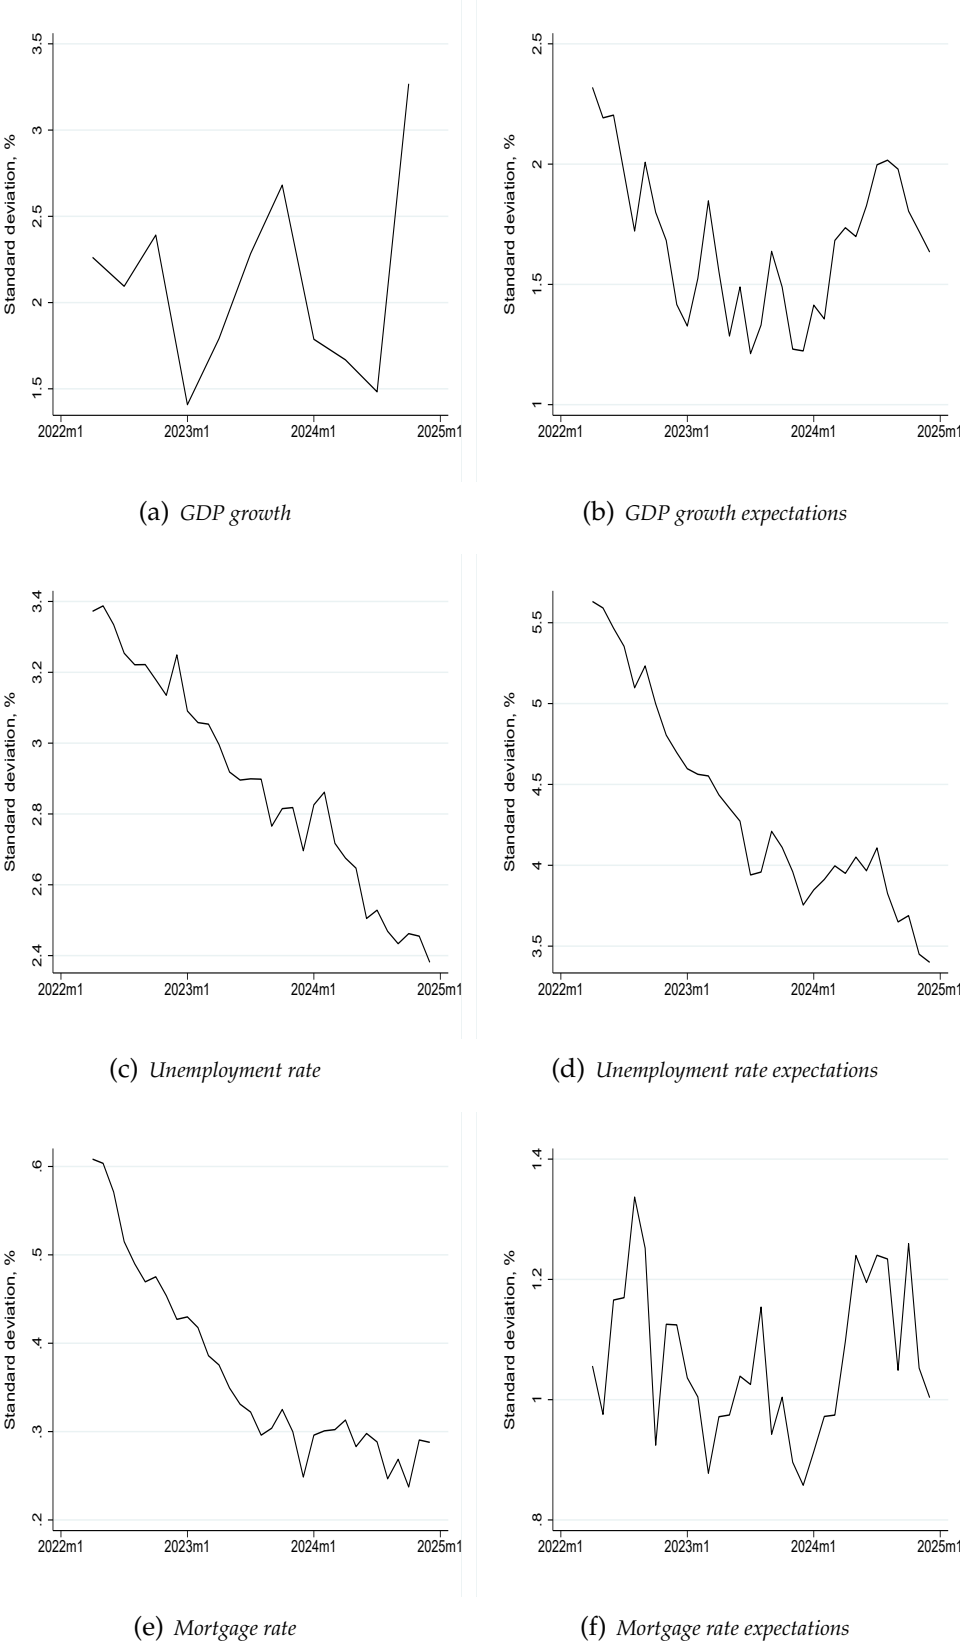 Standard deviation, %
3.5
3
2.5
2
1.5
2022m1 2023m1 2024m1 2025m1
(a) GDP growth
Standard deviation, %
2.5
2
1.5
1
2022m1 2023m1 2024m1 2025m1
(b) GDP growth expectations
Standard deviation, %
3.4
3.2
3
2.8
2.6
2.4
2022m1 2023m1 2024m1 2025m1
(c) Unemployment rate
Standard deviation, %
5.5
5
4.5
4
3.5
2022m1 2023m1 2024m1 2025m1
(d) Unemployment rate expectations
Standard deviation, %
.6
.5
.4
.3
.2
2022m1 2023m1 2024m1 2025m1
(e) Mortgage rate
Standard deviation, %
1.4
1.2
1
.8
2022m1 2023m1 2024m1 2025m1
(f) Mortgage rate expectations